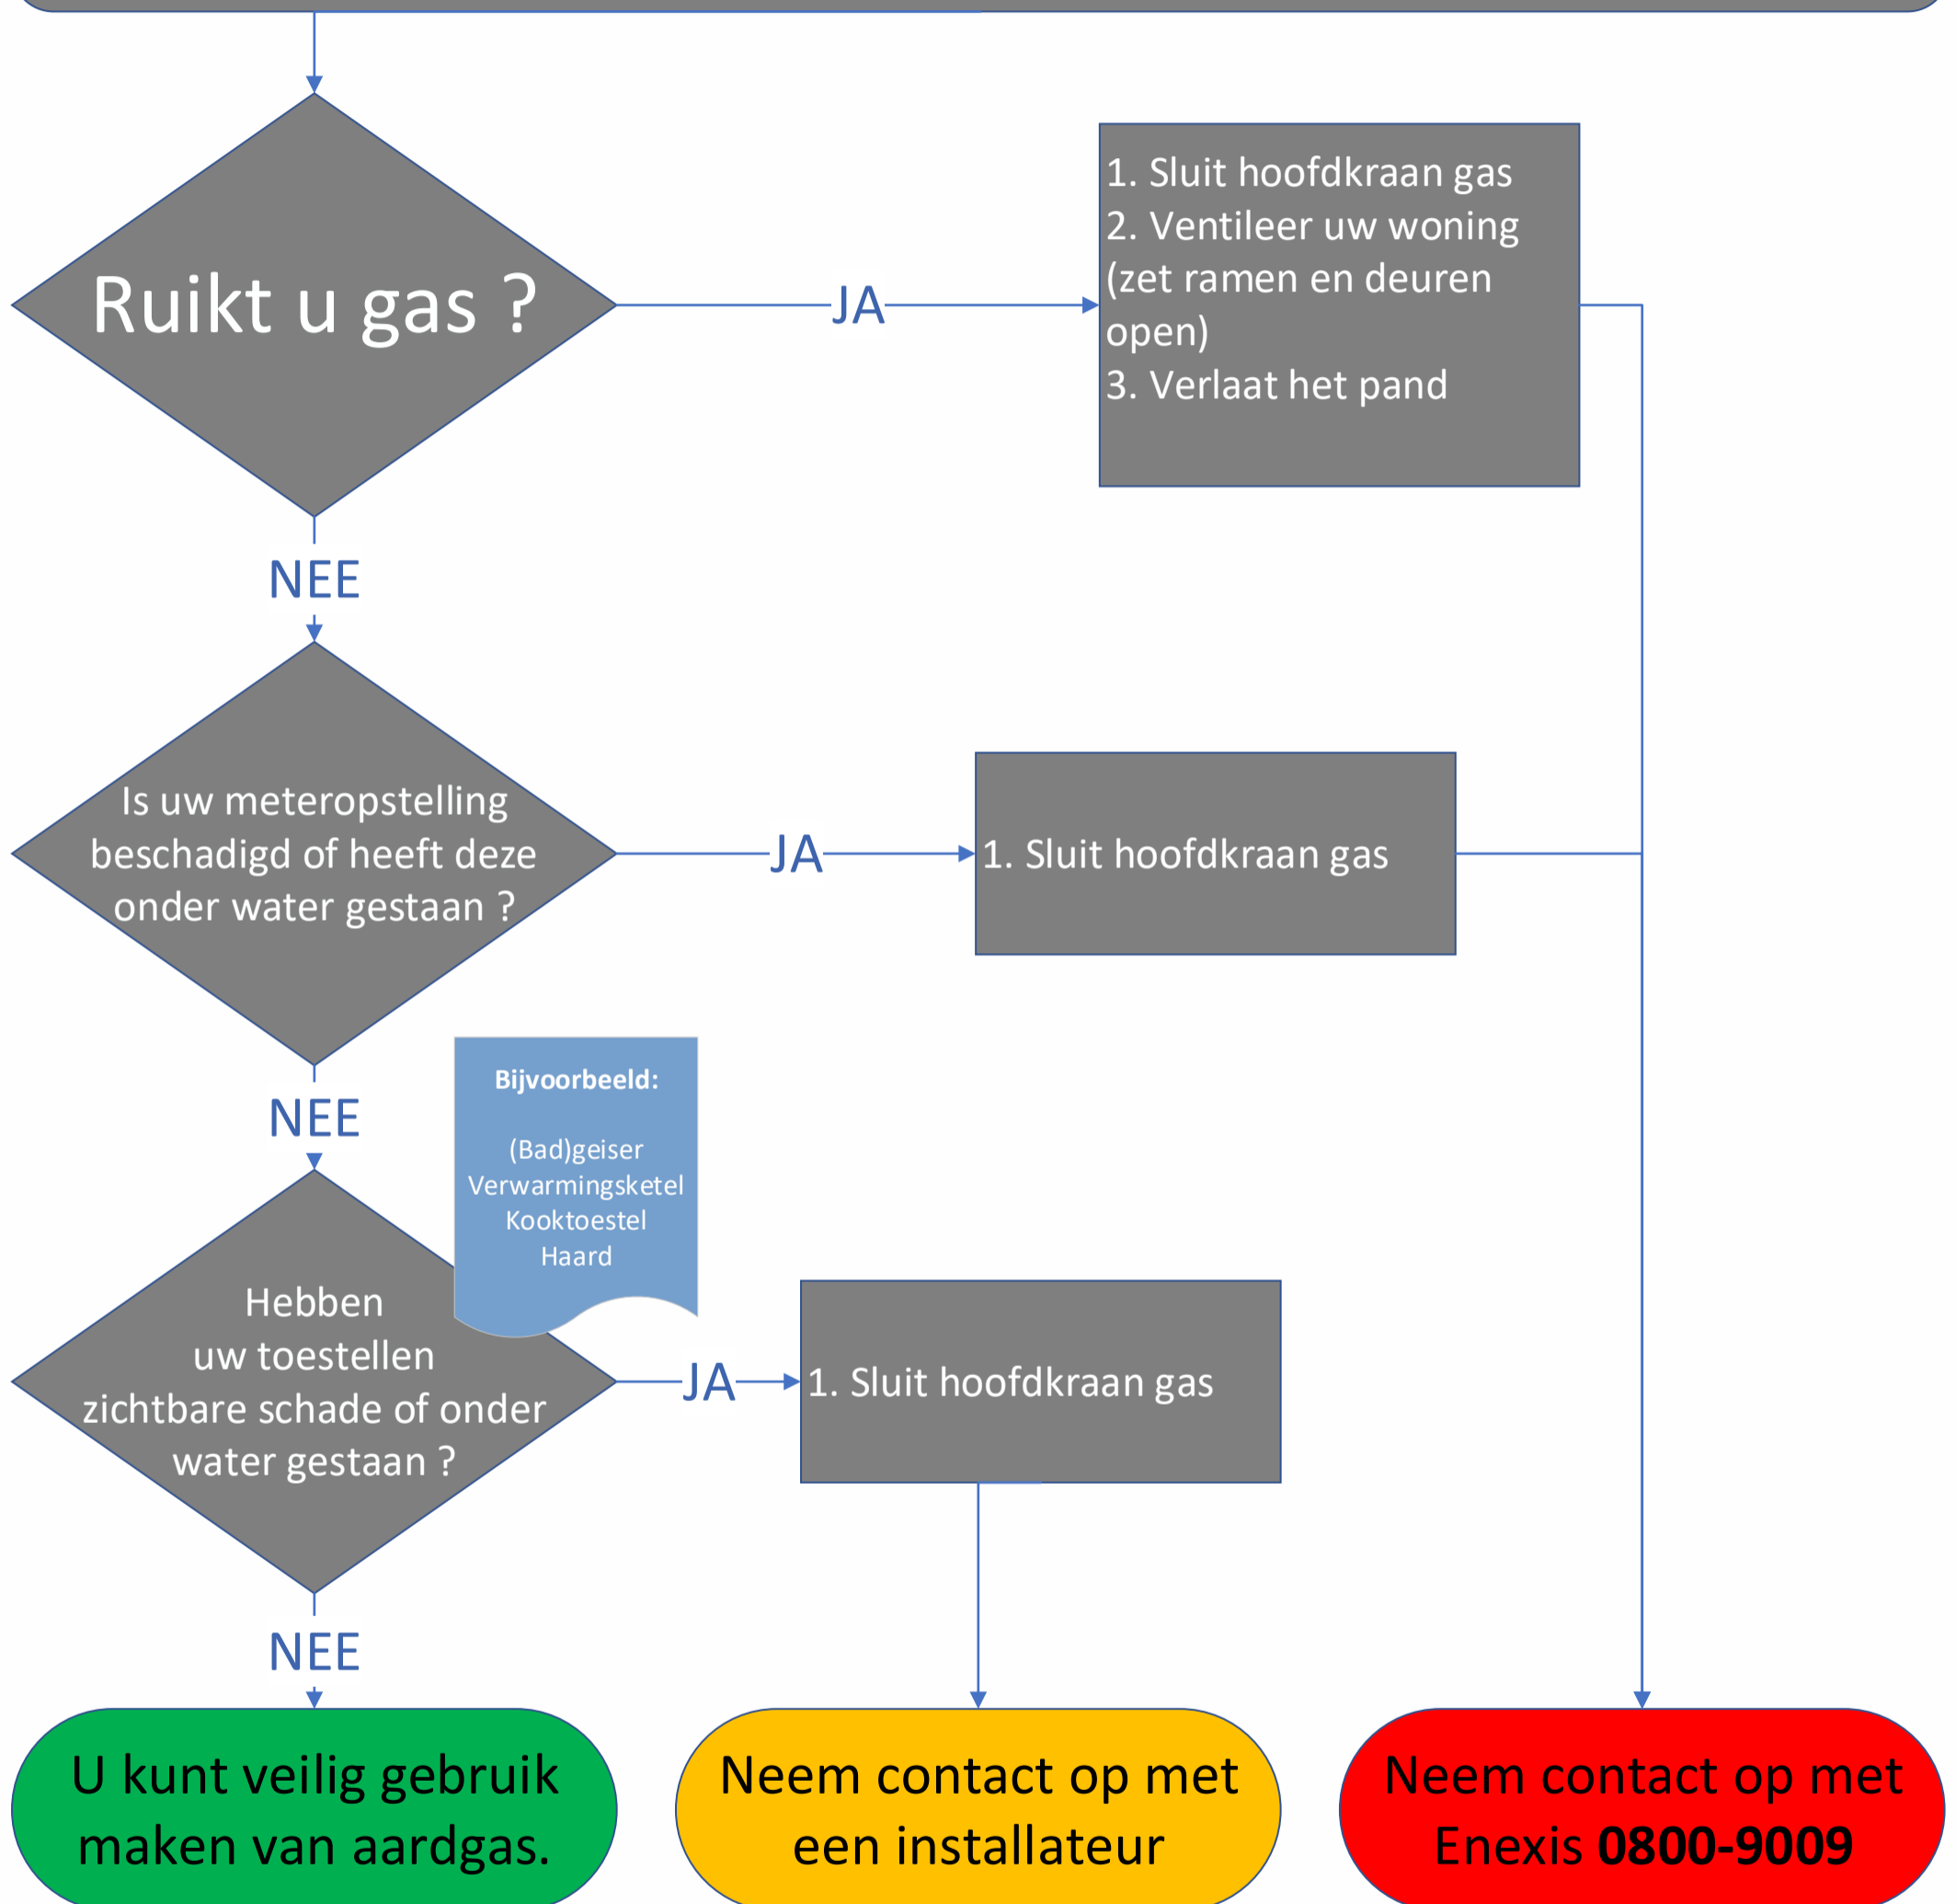 Ruikt u gas ?
JA
1. Sluit hoofdkraan gas
2. Ventileer uw woning
(zet ramen en deuren
open)
3. Verlaat het pand
NEE
Is uw meteropstelling
beschadigd of heeft deze
onder water gestaan ?
JA
1. Sluit hoofdkraan gas
NEE
Bijvoorbeeld:
(Bad)geiser
Verwarmingsketel
Kooktoestel
Haard
Hebben
uw toestellen
zichtbare schade of onder
water gestaan ?
JA
1. Sluit hoofdkraan gas
NEE
U kunt veilig gebruik
maken van aardgas.
Neem contact op met
een installateur
Neem contact op met
Enexis 0800-9009